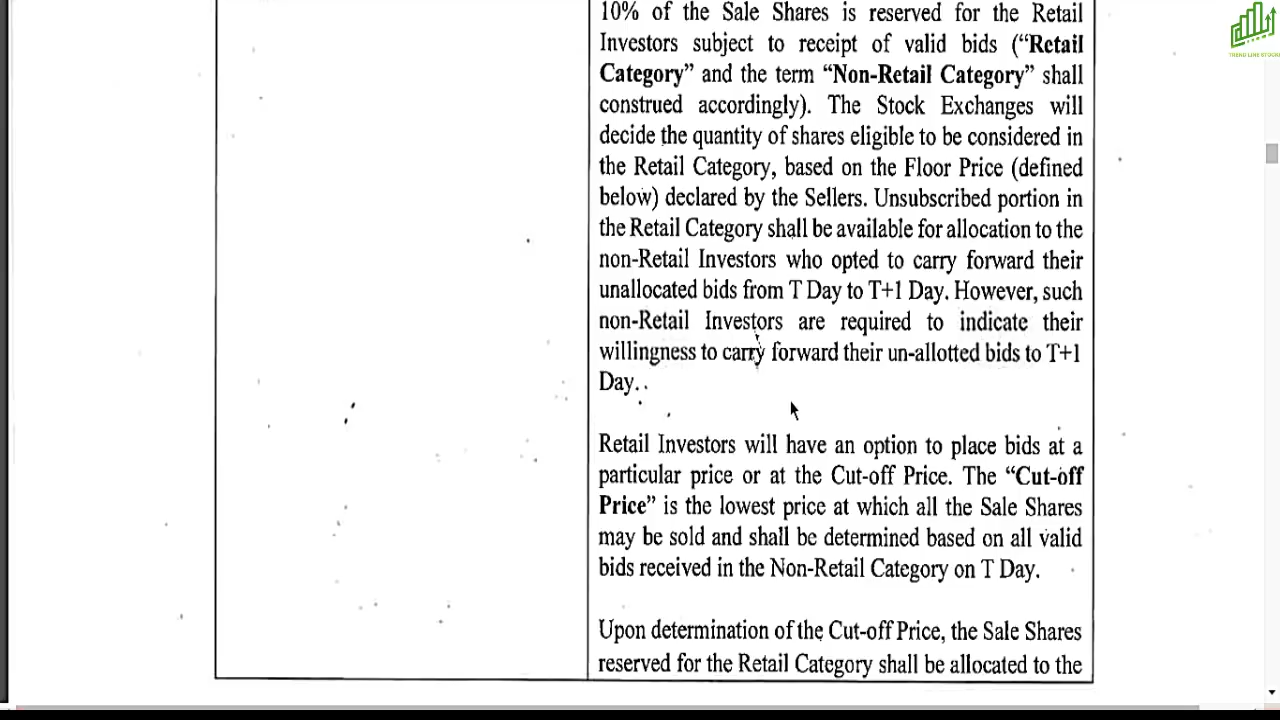 10% of the Sale Shares is reserved for the Retail
Investors subject to receipt of valid bids (“Retail
Category” and the term “Non-Retail Category” shall
construed accordingly). The Stock Exchanges will
decide the quantity of shares eligible to be considered in
the Retail Category, based on the Floor Price (defined
below) declared by the Sellers. Unsubscribed portion in
the Retail Category shall be available for allocation to the
non-Retail Investors who opted to carry forward their
unallocated bids from T Day to T+1 Day. However, such
non-Retail Investors are required to indicate their
willingness to carry forward their un-allotted bids to T+1
Day.
Retail Investors will have an option to place bids at a
particular price or at the Cut-off Price. The “Cut-off
Price” is the lowest price at which all the Sale Shares
may be sold and shall be determined based on all valid
bids received in the Non-Retail Category on T Day.
Upon determination of the Cut-off Price, the Sale Shares
reserved for the Retail Category shall be allocated to the
TREND LINE STOCKS